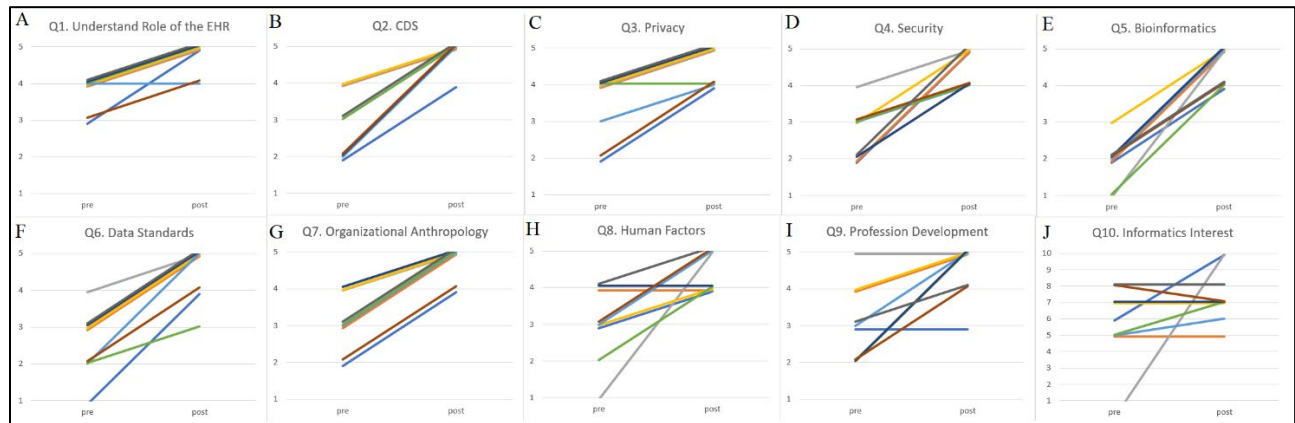 A
Q1. Understand Role of the EHR
5
4
3
2
1
pre
post
B
Q2. CDS
5
4
3
2
1
pre
post
C
Q3. Privacy
5
4
3
2
1
pre
post
D
Q4. Security
5
4
3
2
1
pre
post
E
Q5. Bioinformatics
5
4
3
2
1
pre
post
F
Q6. Data Standards
5
4
3
2
1
pre
post
G
Q7. Organizational Anthropology
5
4
3
2
1
pre
post
H
Q8. Human Factors
5
4
3
2
1
pre
post
I
Q9. Profession Development
5
4
3
2
1
pre
post
J
Q10. Informatics Interest
10
9
8
7
6
5
4
3
2
1
pre
post